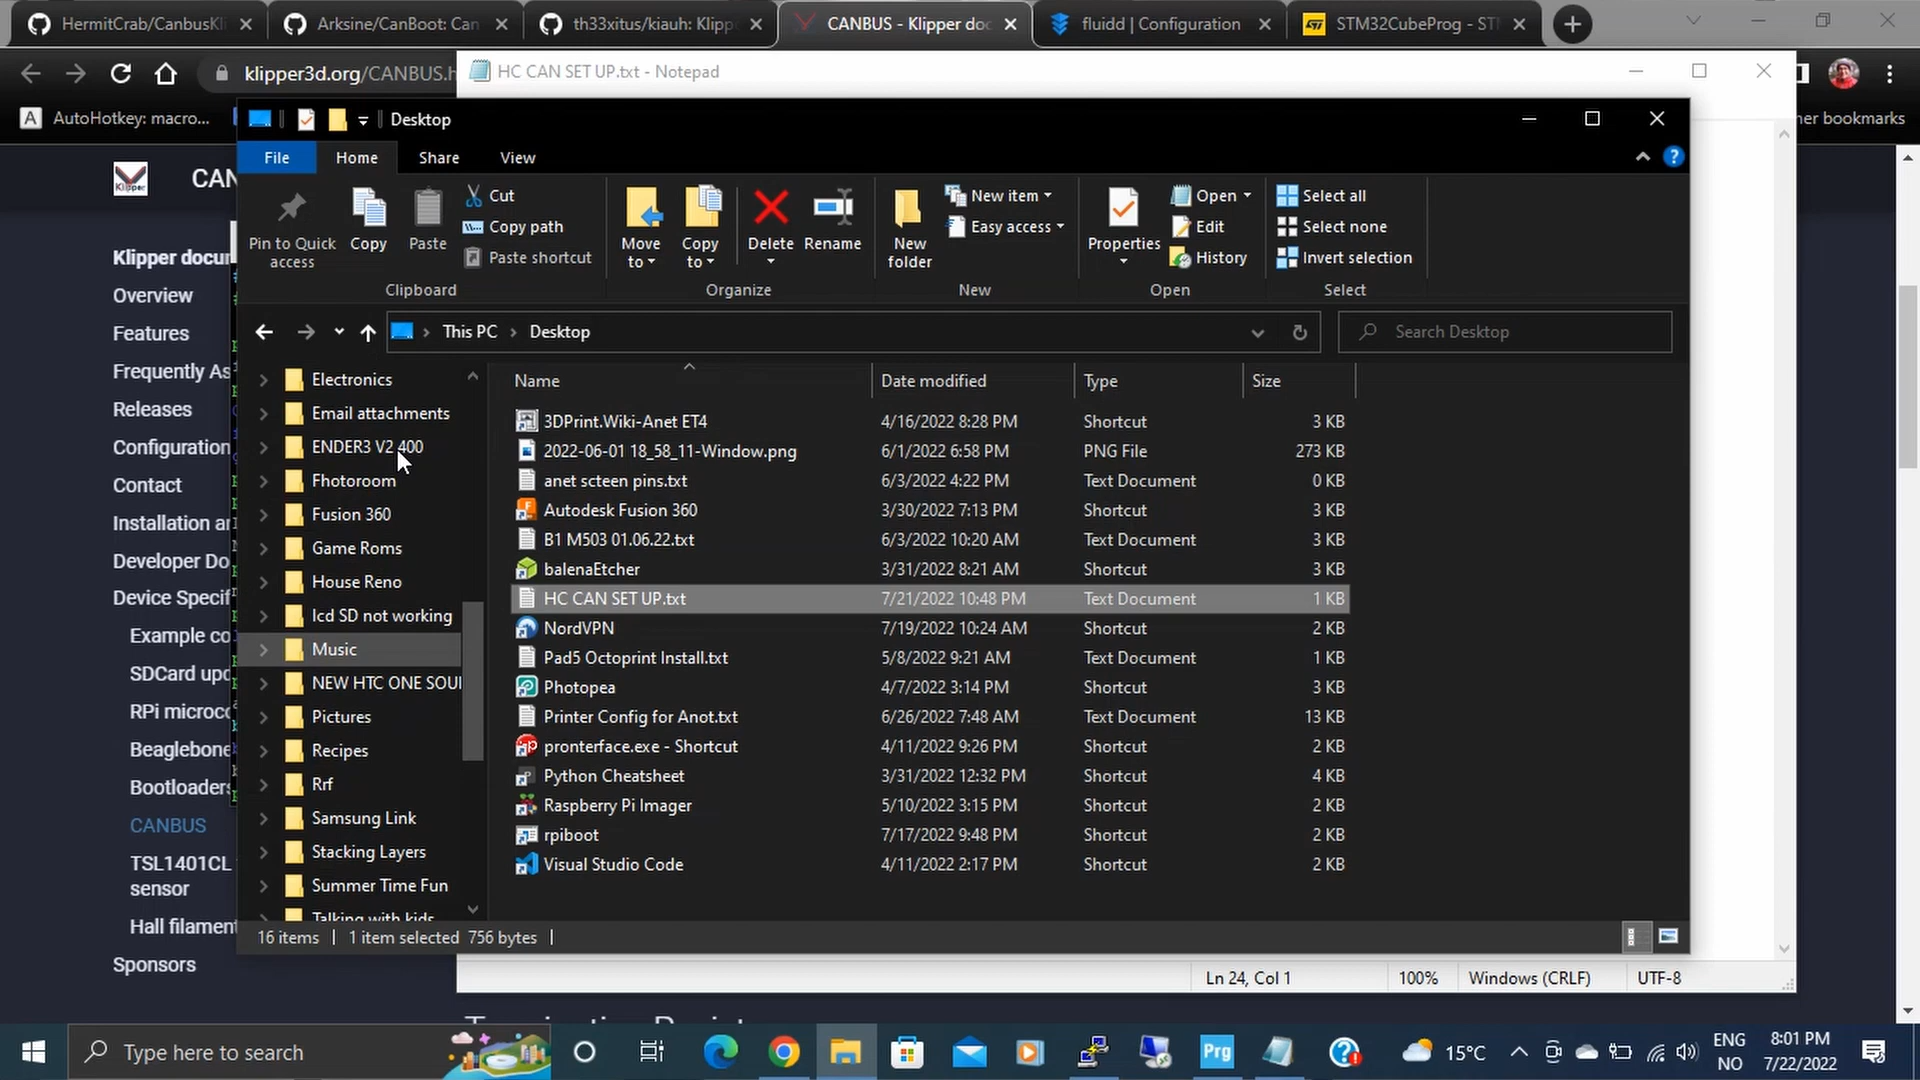 HermitCrab/CanbusKli
Arksine/CanBoot: Can
th33xitus/kiauh: Klipp
CANBUS - Klipper doc
fluidd | Configuration
STM32CubeProg - ST
klipper3d.org/CANBUS.h
HC CAN SET UP.txt - Notepad
AutoHotkey: macro...
her bookmarks
Desktop
File
Home
Share
View
Pin to Quick access
Copy
Paste
Cut
Copy path
Paste shortcut
Clipboard
Move to
Copy to
Delete
Rename
Organize
New folder
New item
Easy access
New
Properties
Open
Edit
History
Open
Select all
Select none
Invert selection
Select
This PC
Desktop
Search Desktop
Klipper
CAN
Klipper docu
Overview
Features
Frequently As
Releases
Configuration
Contact
Installation an
Developer Do
Device Specif
Example co
SDCard upd
RPi microco
Beaglebone
Bootloaders
CANBUS
TSL1401CL
sensor
Hall filament
Sponsors
Electronics
Email attachments
ENDER3 V2 400
Fhotoroom
Fusion 360
Game Roms
House Reno
lcd SD not working
Music
NEW HTC ONE SOU
Pictures
Recipes
Rrf
Samsung Link
Stacking Layers
Summer Time Fun
Talking with kids
Name Date modified Type Size
3DPrint.Wiki-Anet ET4 4/16/2022 8:28 PM Shortcut 3 KB
2022-06-01 18_58_11-Window.png 6/1/2022 6:58 PM PNG File 273 KB
anet scteen pins.txt 6/3/2022 4:22 PM Text Document 0 KB
Autodesk Fusion 360 3/30/2022 7:13 PM Shortcut 3 KB
B1 M503 01.06.22.txt 6/3/2022 10:20 AM Text Document 3 KB
balenaEtcher 3/31/2022 8:21 AM Shortcut 3 KB
HC CAN SET UP.txt 7/21/2022 10:48 PM Text Document 1 KB
NordVPN 7/19/2022 10:24 AM Shortcut 2 KB
Pad5 Octoprint Install.txt 5/8/2022 9:21 AM Text Document 1 KB
Photopea 4/7/2022 3:14 PM Shortcut 3 KB
Printer Config for Anot.txt 6/26/2022 7:48 AM Text Document 13 KB
pronterface.exe - Shortcut 4/11/2022 9:26 PM Shortcut 2 KB
Python Cheatsheet 3/31/2022 12:32 PM Shortcut 4 KB
Raspberry Pi Imager 5/10/2022 3:15 PM Shortcut 2 KB
rpiboot 7/17/2022 9:48 PM Shortcut 2 KB
Visual Studio Code 4/11/2022 2:17 PM Shortcut 2 KB
16 items 1 item selected 756 bytes
Ln 24, Col 1 100% Windows (CRLF) UTF-8
Type here to search
Prg
15°C
ENG
NO
8:01 PM
7/22/2022